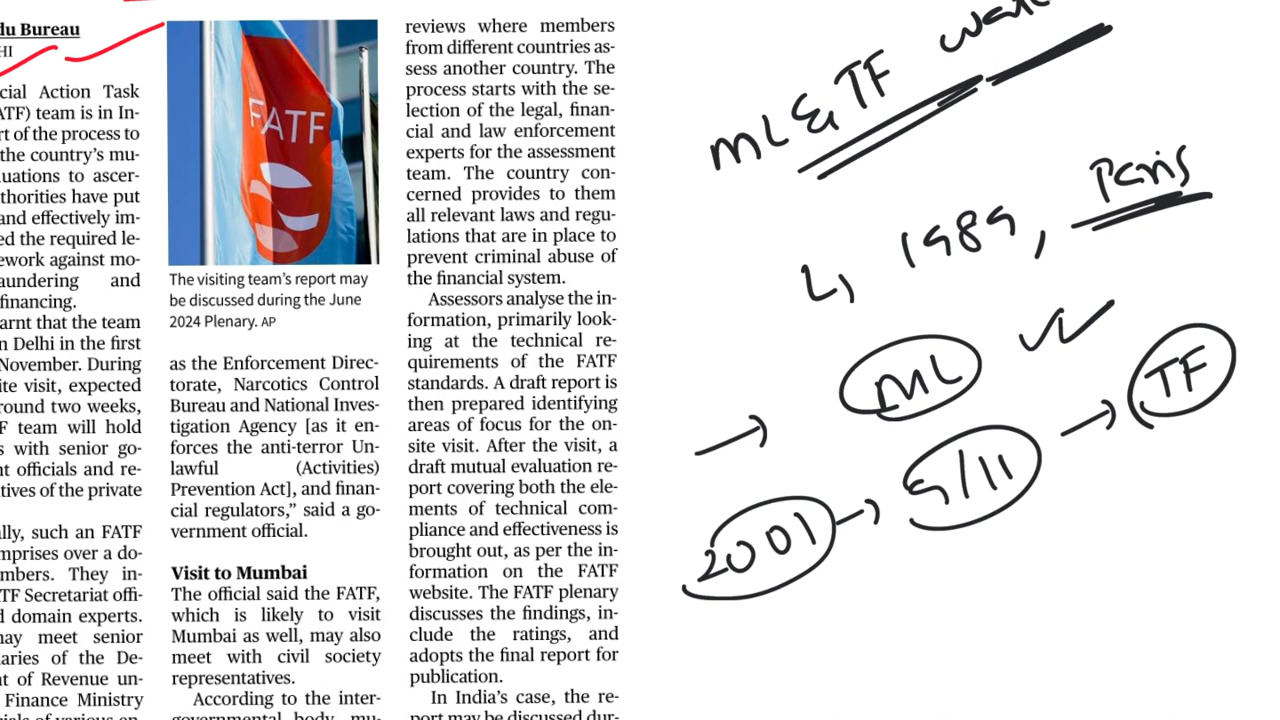 du Bureau
HI
cial Action Task
ATF) team is in In-
rt of the process to
the country's mu-
uations to ascer-
uthorities have put
and effectively im-
ed the required le-
ework against mo-
aundering and
financing.
arnt that the team
n Delhi in the first
November. During
ite visit, expected
round two weeks,
F team will hold
s with senior go-
nt officials and re-
tives of the private
ally, such an FATF
mprises over a do-
mbers. They in-
TF Secretariat offi-
d domain experts.
may meet senior
aries of the De-
nt of Revenue un-
Finance Ministry
FATF
The visiting team's report may
be discussed during the June
2024 Plenary. AP
as the Enforcement Direc-
torate, Narcotics Control
Bureau and National Inves-
tigation Agency [as it en-
forces the anti-terror Un-
lawful (Activities)
Prevention Act], and finan-
cial regulators," said a go-
vernment official.
Visit to Mumbai
The official said the FATF,
which is likely to visit
Mumbai as well, may also
meet with civil society
representatives.
According to the inter-
governmental body, mu-
reviews where members
from different countries as-
sess another country. The
process starts with the se-
lection of the legal, finan-
cial and law enforcement
experts for the assessment
team. The country con-
cerned provides to them
all relevant laws and regu-
lations that are in place to
prevent criminal abuse of
the financial system.
Assessors analyse the in-
formation, primarily look-
ing at the technical re-
quirements of the FATF
standards. A draft report is
then prepared identifying
areas of focus for the on-
site visit. After the visit, a
draft mutual evaluation re-
port covering both the ele-
ments of technical com-
pliance and effectiveness is
brought out, as per the in-
formation on the FATF
website. The FATF plenary
discusses the findings, in-
clude the ratings, and
adopts the final report for
publication.
In India's case, the re-
port may be discussed dur-
ML & TF
1989, Paris
ML
TF
2001 → 9/11